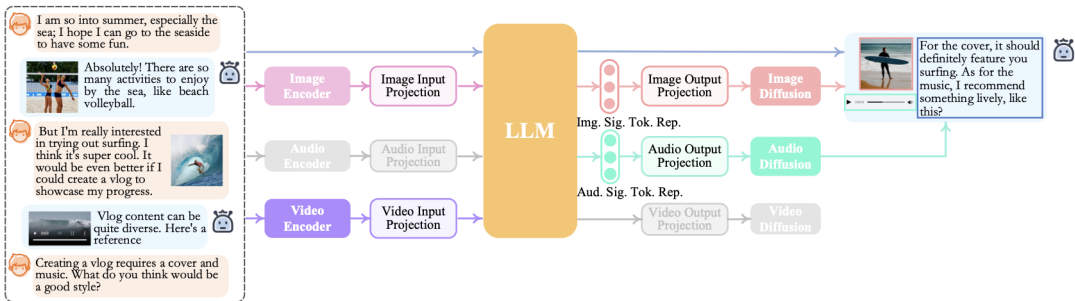 I am so into summer, especially the
sea; I hope I can go to the seaside
to have some fun.
Absolutely! There are so
many activities to enjoy
by the sea, like beach
volleyball.
But I'm really interested
in trying out surfing. I
think it's super cool. It
would be even better if I
could create a vlog to
showcase my progress.
Vlog content can be
quite diverse. Here's a
reference
Creating a vlog requires a cover and
music. What do you think would be
a good style?
Image
Encoder
Image Input
Projection
Audio
Encoder
Audio Input
Projection
Video
Encoder
Video Input
Projection
LLM
Img. Sig. Tok. Rep.
Image Output
Projection
Image
Diffusion
Aud. Sig. Tok. Rep.
Audio Output
Projection
Audio
Diffusion
Video Output
Projection
Video
Diffusion
For the cover, it should
definitely feature you
surfing. As for the
music, I recommend
something lively, like
this?